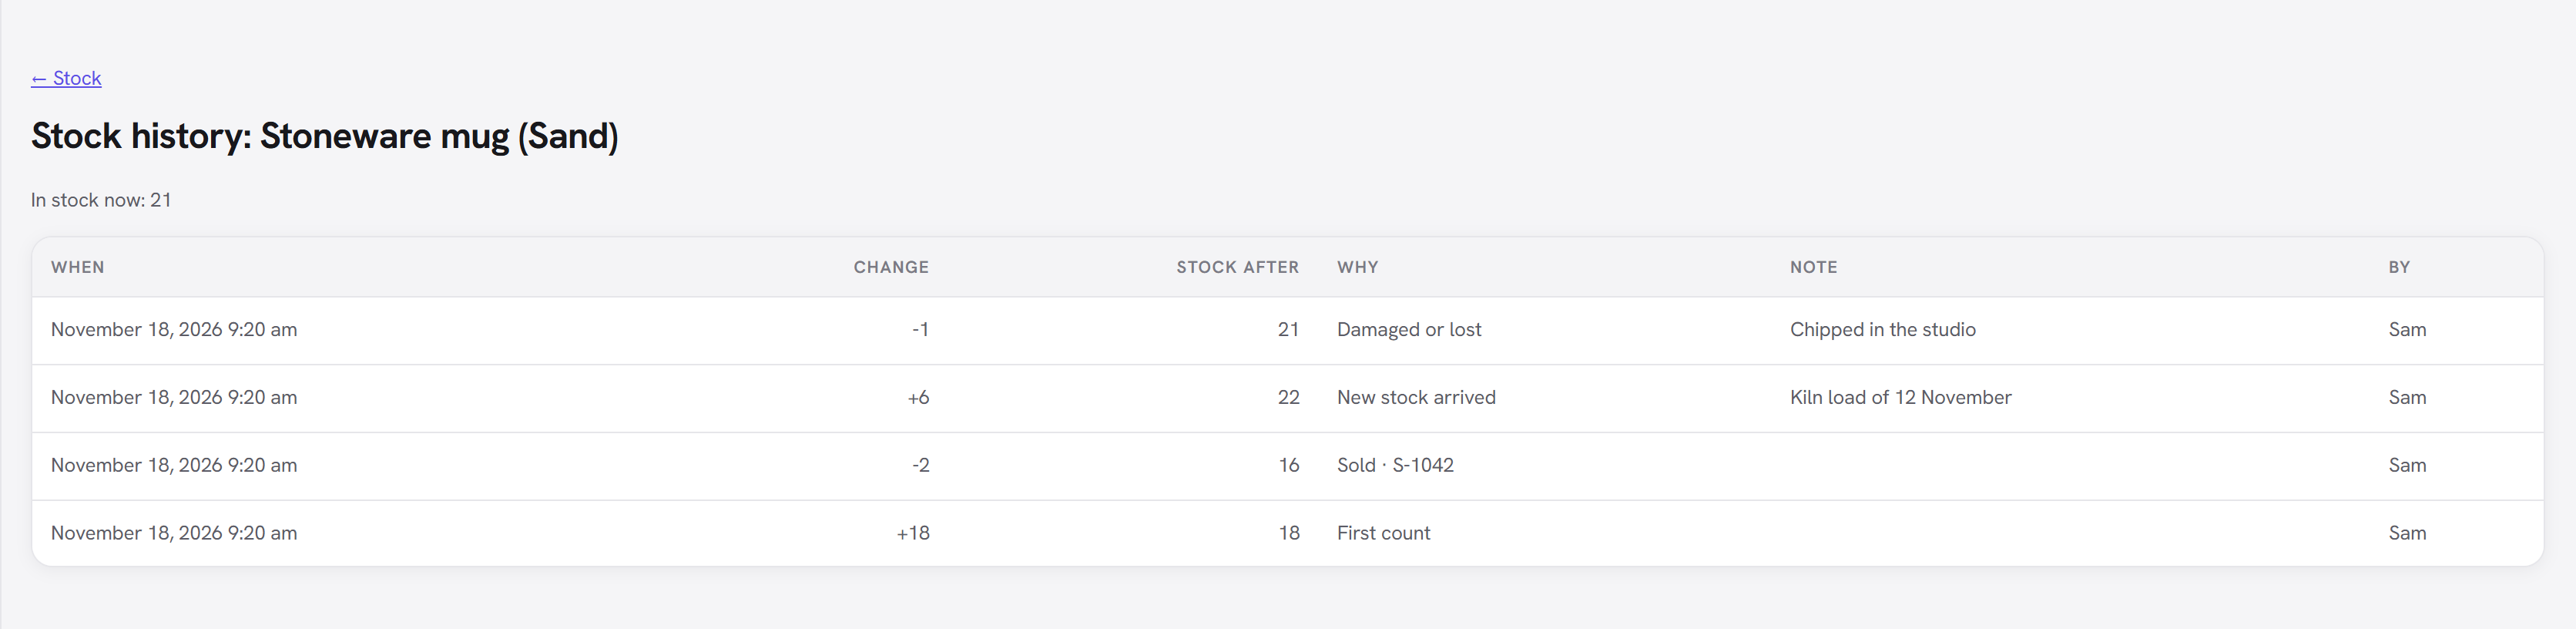 ← Stock
Stock history: Stoneware mug (Sand)
In stock now: 21
WHEN CHANGE STOCK AFTER WHY NOTE BY
November 18, 2026 9:20 am -1 21 Damaged or lost Chipped in the studio Sam
November 18, 2026 9:20 am +6 22 New stock arrived Kiln load of 12 November Sam
November 18, 2026 9:20 am -2 16 Sold · S-1042 Sam
November 18, 2026 9:20 am +18 18 First count Sam